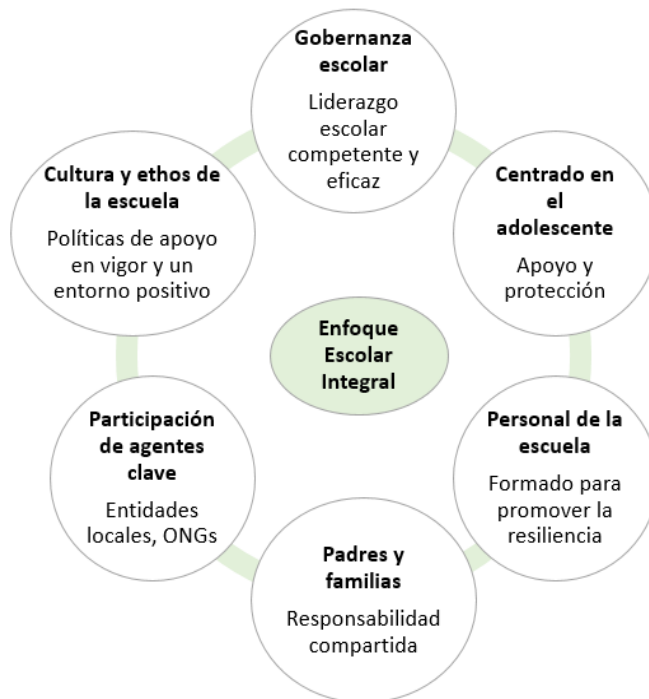 Gobernanza
escolar
Liderazgo
escolar
competente y
eficaz
Centrado en
el
adolescente
Apoyo y
protección
Personal de la
escuela
Formado para
promover la
resiliencia
Padres y
familias
Responsabilidad
compartida
Participación
de agentes
clave
Entidades
locales, ONGs
Cultura y ethos de
la escuela
Políticas de apoyo
en vigor y un
entorno positivo
Enfoque
Escolar
Integral